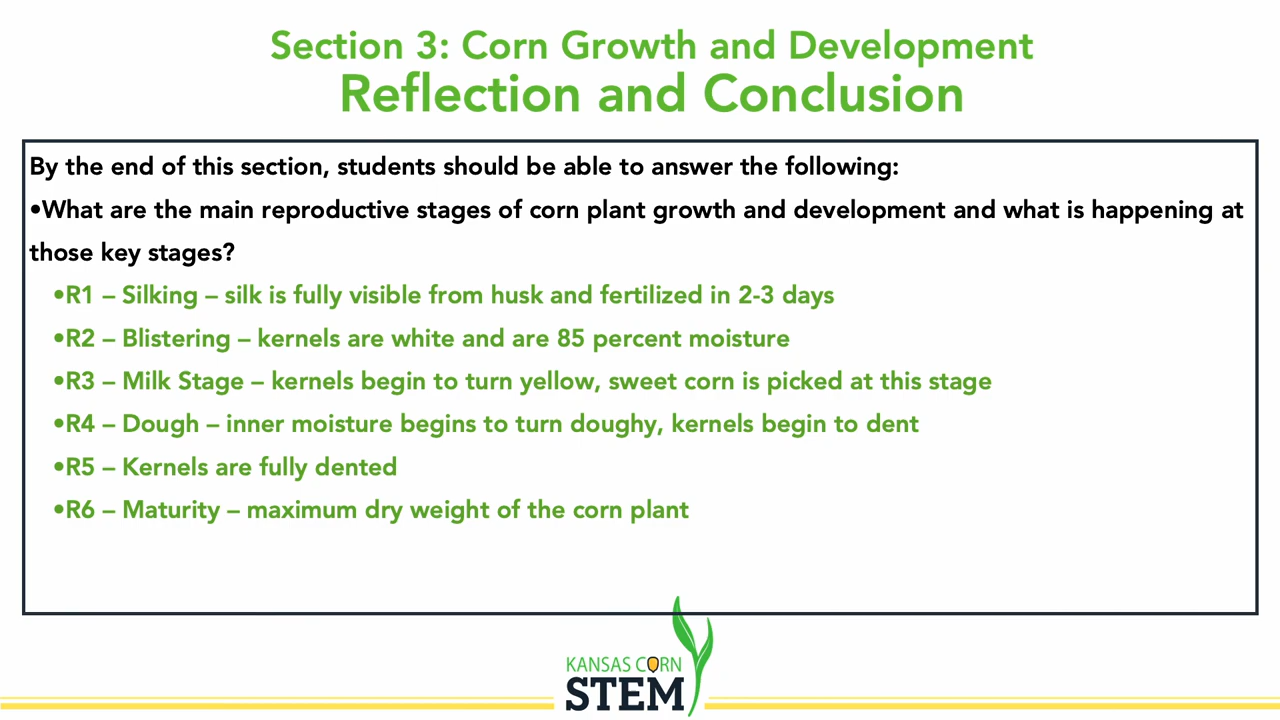 Section 3: Corn Growth and Development
Reflection and Conclusion
By the end of this section, students should be able to answer the following:
•What are the main reproductive stages of corn plant growth and development and what is happening at
those key stages?
•R1 – Silking – silk is fully visible from husk and fertilized in 2-3 days
•R2 – Blistering – kernels are white and are 85 percent moisture
•R3 – Milk Stage – kernels begin to turn yellow, sweet corn is picked at this stage
•R4 – Dough – inner moisture begins to turn doughy, kernels begin to dent
•R5 – Kernels are fully dented
•R6 – Maturity – maximum dry weight of the corn plant
KANSAS CORN
STEM